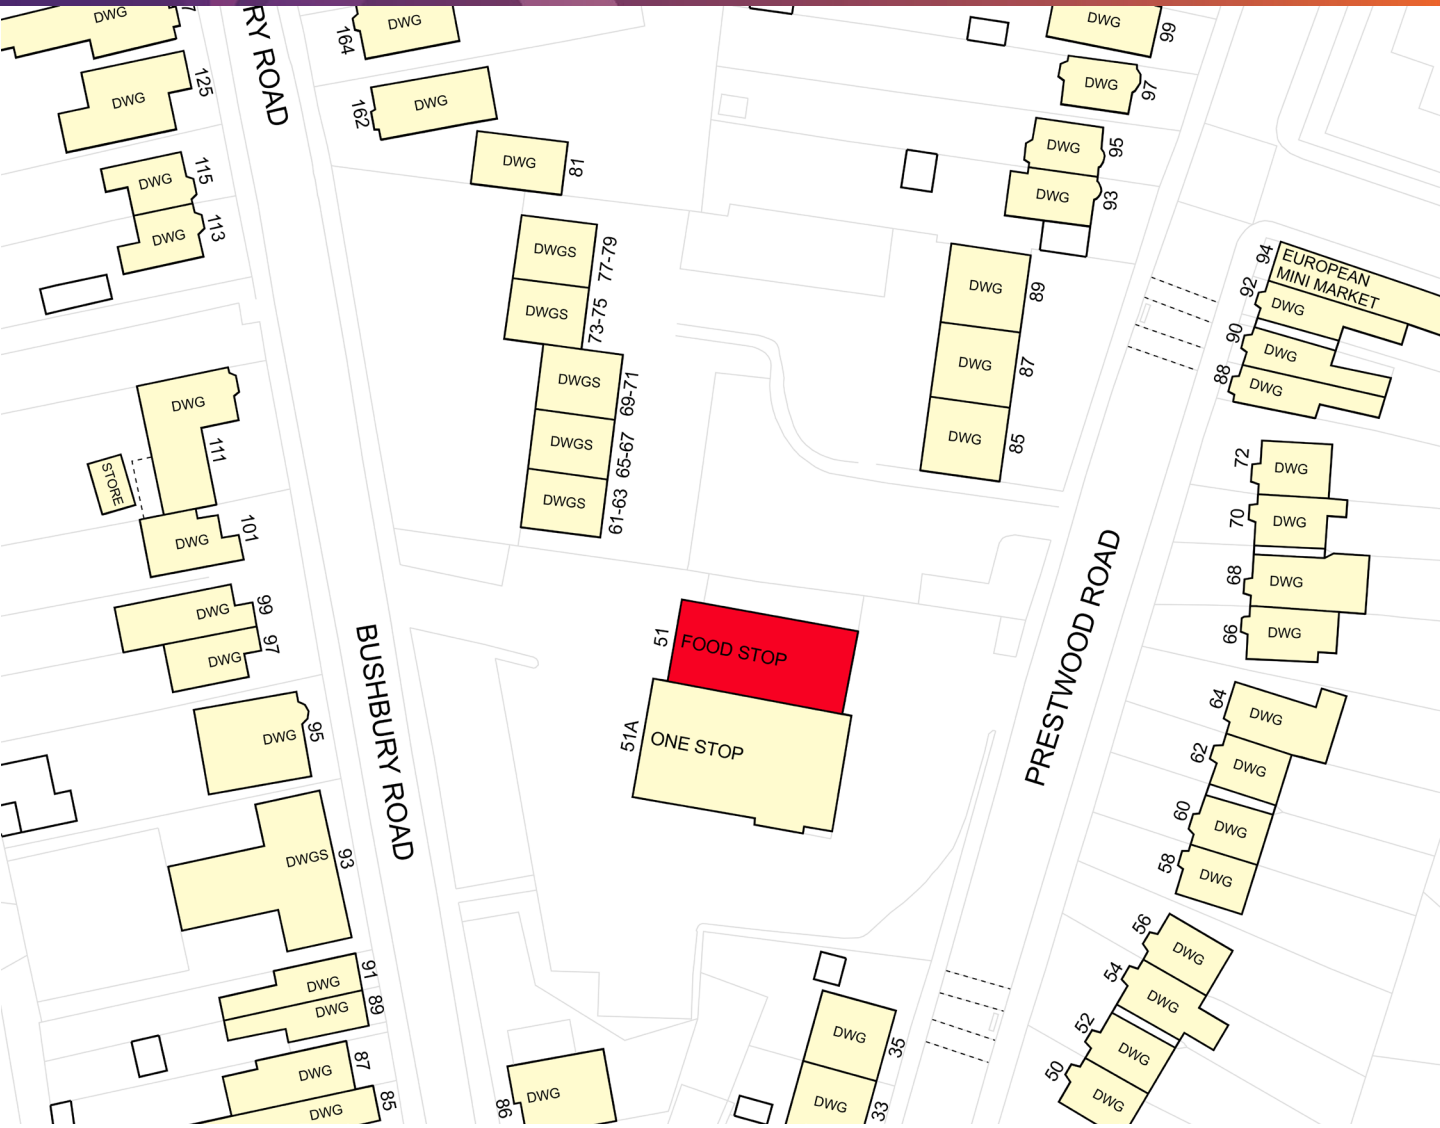 DWG
7
RY ROAD
164
DWG
DWG
99
DWG
125
162
DWG
DWG
97
DWG
81
DWG
95
DWG
93
DWG
115
DWG
113
DWGS
77-79
DWGS
73-75
DWGS
69-71
DWGS
65-67
DWGS
61-63
DWG
89
DWG
87
DWG
85
94
EUROPEAN
MINI MARKET
92
DWG
90
DWG
88
DWG
DWG
111
STORE
DWG
101
DWG
99
DWG
97
DWG
95
DWGS
93
DWG
91
DWG
89
DWG
87
DWG
85
BUSHBURY ROAD
51
FOOD STOP
51A
ONE STOP
PRESTWOOD ROAD
72
DWG
70
DWG
68
DWG
66
DWG
64
DWG
62
DWG
60
DWG
58
DWG
56
DWG
54
DWG
52
DWG
50
DWG
86
DWG
DWG
35
DWG
33